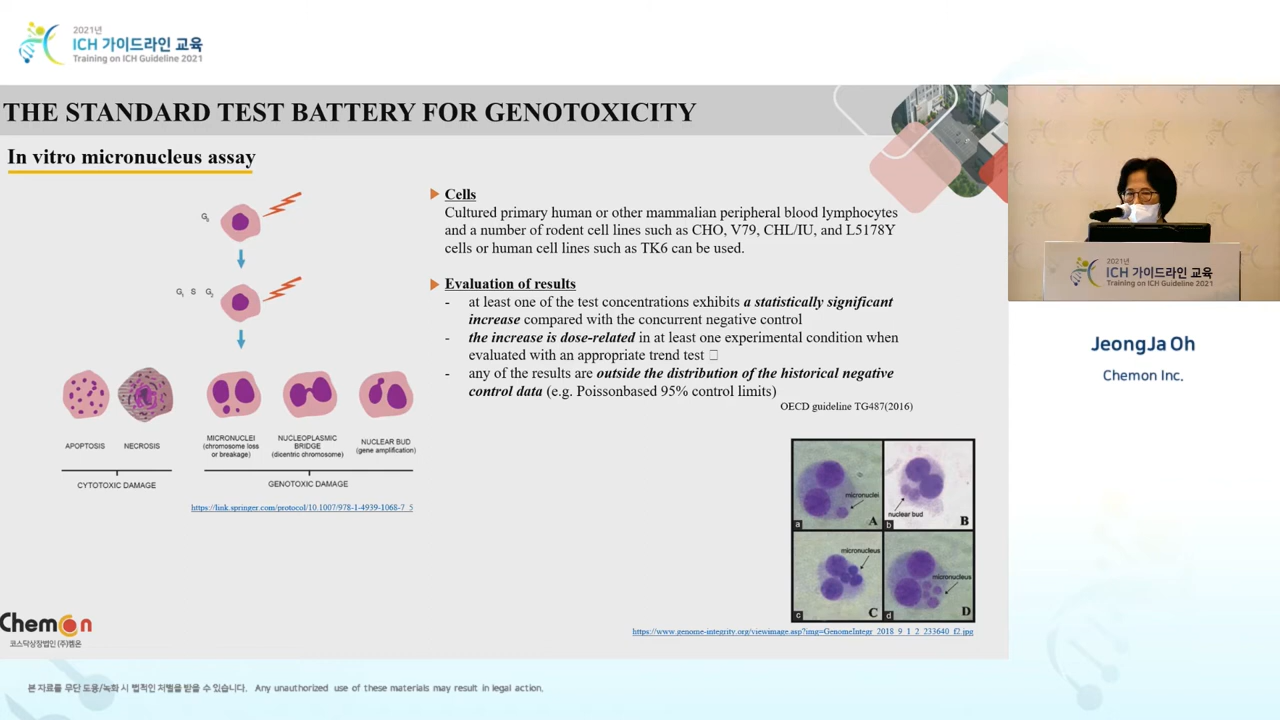 2021년
ICH 가이드라인 교육
Training on ICH Guideline 2021
THE STANDARD TEST BATTERY FOR GENOTOXICITY
In vitro micronucleus assay
G₀
G₁ S G₂
APOPTOSIS
NECROSIS
MICRONUCLEI
(chromosome loss
or breakage)
NUCLEOPLASMIC
BRIDGE
(dicentric chromosome)
NUCLEAR BUD
(gene amplification)
CYTOTOXIC DAMAGE
GENOTOXIC DAMAGE
https://link.springer.com/protocol/10.1007/978-1-4939-1068-7_5
Cells
Cultured primary human or other mammalian peripheral blood lymphocytes
and a number of rodent cell lines such as CHO, V79, CHL/IU, and L5178Y
cells or human cell lines such as TK6 can be used.
Evaluation of results
- at least one of the test concentrations exhibits a statistically significant
increase compared with the concurrent negative control
- the increase is dose-related in at least one experimental condition when
evaluated with an appropriate trend test □
- any of the results are outside the distribution of the historical negative
control data (e.g. Poissonbased 95% control limits)
OECD guideline TG487(2016)
micronuclei
a A
nuclear bud
b B
micronucleus
c C
micronucleus
d D
https://www.genome-integrity.org/viewimage.asp?img=GenomeIntegr_2018_9_1_2_233640_f2.jpg
Chemon
코스닥상장법인 (주)켐온
2021년
ICH 가이드라인 교육
Training on ICH Guideline 2021
JeongJa Oh
Chemon Inc.
본 자료를 무단 도용/녹화 시 법적인 처벌을 받을 수 있습니다. Any unauthorized use of these materials may result in legal action.